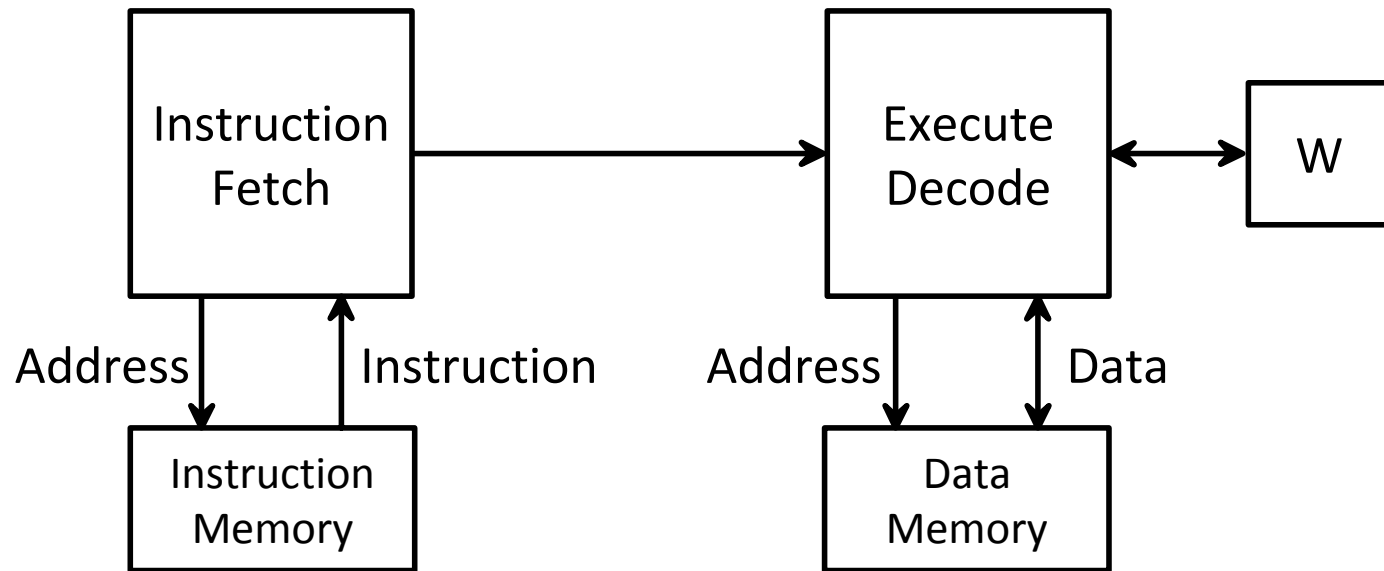 Instruction
Fetch
Execute
Decode
W
Address
Instruction
Address
Data
Instruction
Memory
Data
Memory